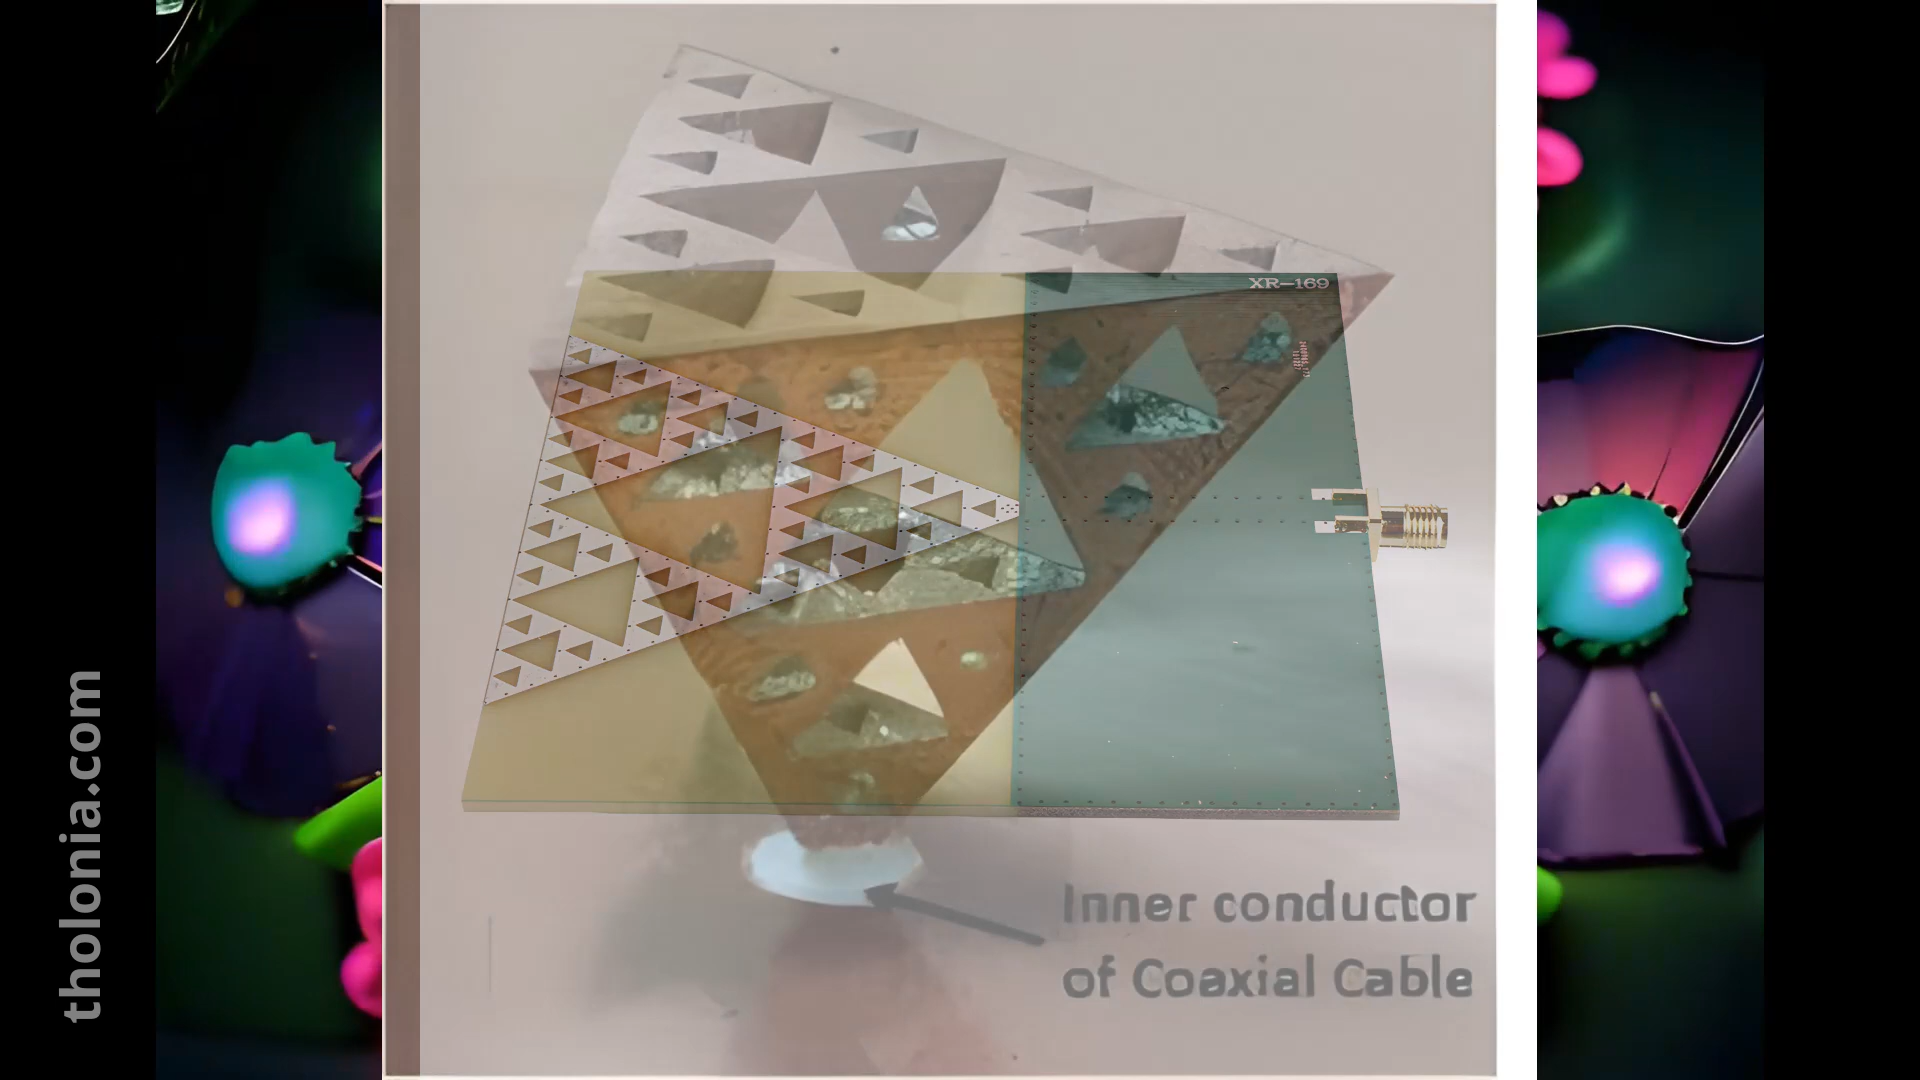 XR-169
Inner conductor
of Coaxial Cable
tholonia.com